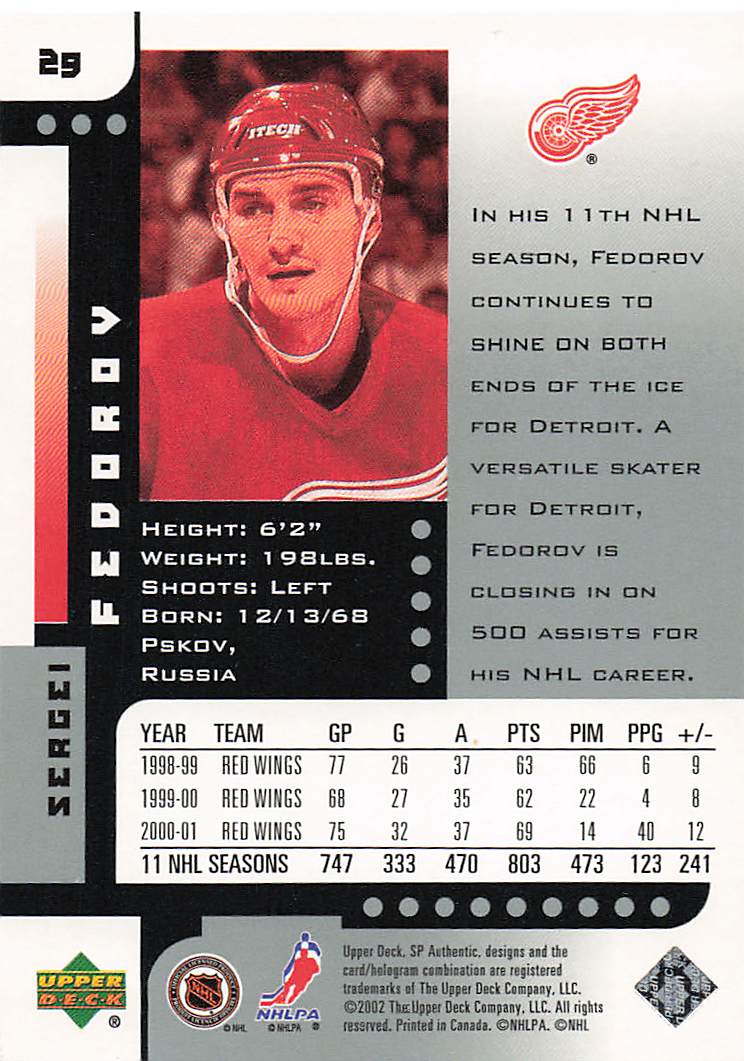 29
ITECH
SERGEI
FEDOROV
IN HIS 11TH NHL
SEASON, FEDOROV
CONTINUES TO
SHINE ON BOTH
ENDS OF THE ICE
FOR DETROIT. A
VERSATILE SKATER
FOR DETROIT,
FEDOROV IS
CLOSING IN ON
500 ASSISTS FOR
HIS NHL CAREER.
HEIGHT: 6'2"
WEIGHT: 198LBS.
SHOOTS: LEFT
BORN: 12/13/68
PSKOV,
RUSSIA
YEAR TEAM GP G A PTS PIM PPG +/-
1998-99 RED WINGS 77 26 37 63 66 6 9
1999-00 RED WINGS 68 27 35 62 22 4 8
2000-01 RED WINGS 75 32 37 69 14 40 12
11 NHL SEASONS 747 333 470 803 473 123 241
UPPER
D·E·C·K
®
NHL
© NHL
NHLPA
© NHLPA ®
Upper Deck, SP Authentic, designs and the
card/hologram combination are registered
trademarks of The Upper Deck Company, LLC.
©2002 The Upper Deck Company, LLC. All rights
reserved. Printed in Canada. ©NHLPA. ©NHL